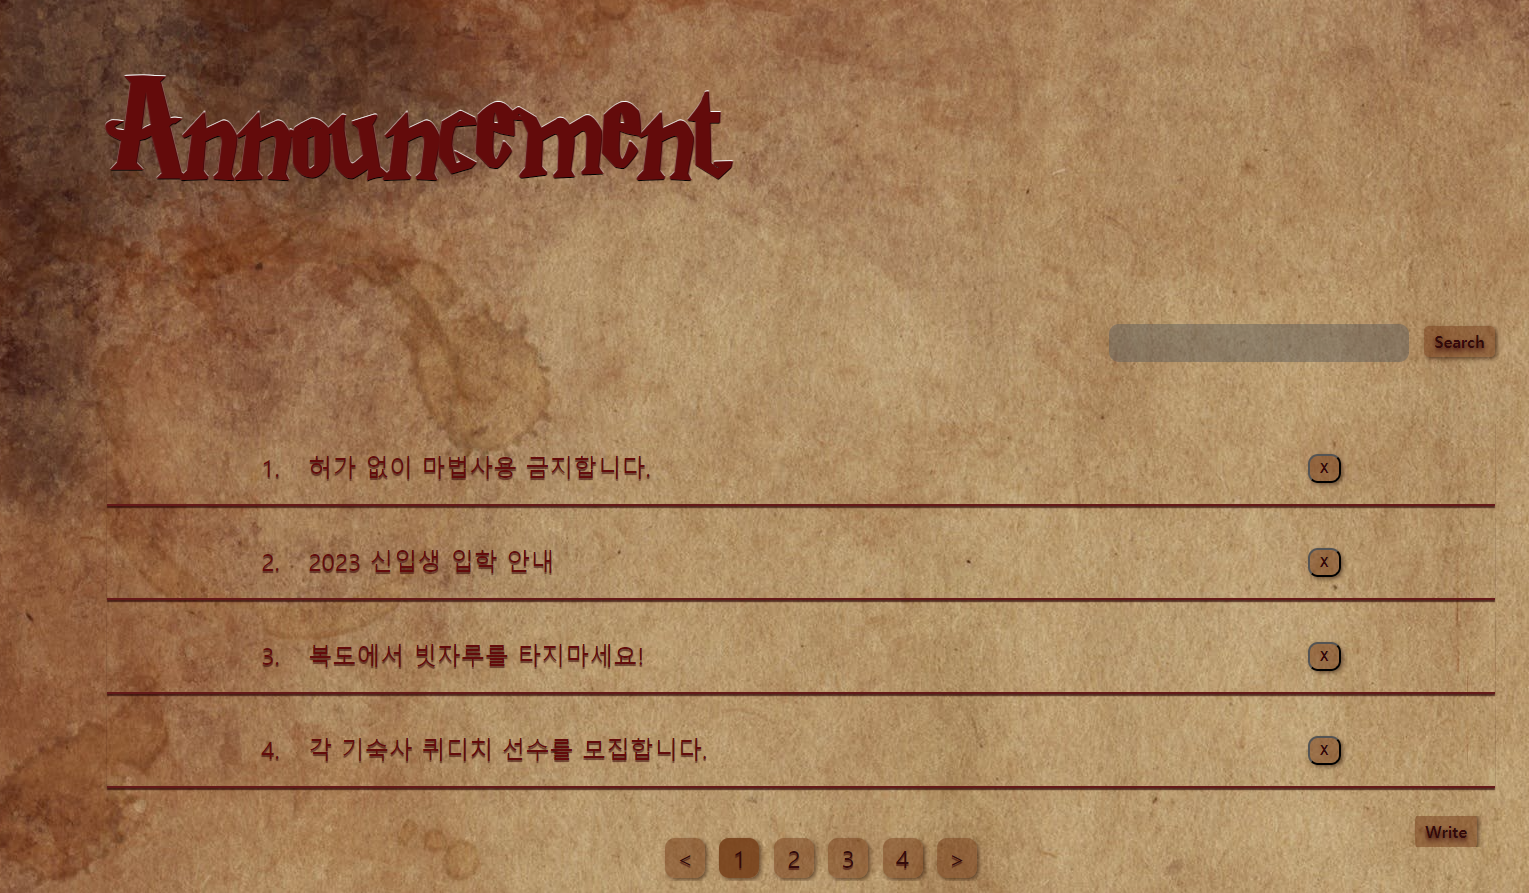 Announcement
Search
1. 허가 없이 마법사용 금지합니다. X
2. 2023 신입생 입학 안내 X
3. 복도에서 빗자루를 타지마세요! X
4. 각 기숙사 퀴디치 선수를 모집합니다. X
Write
< 1 2 3 4 >